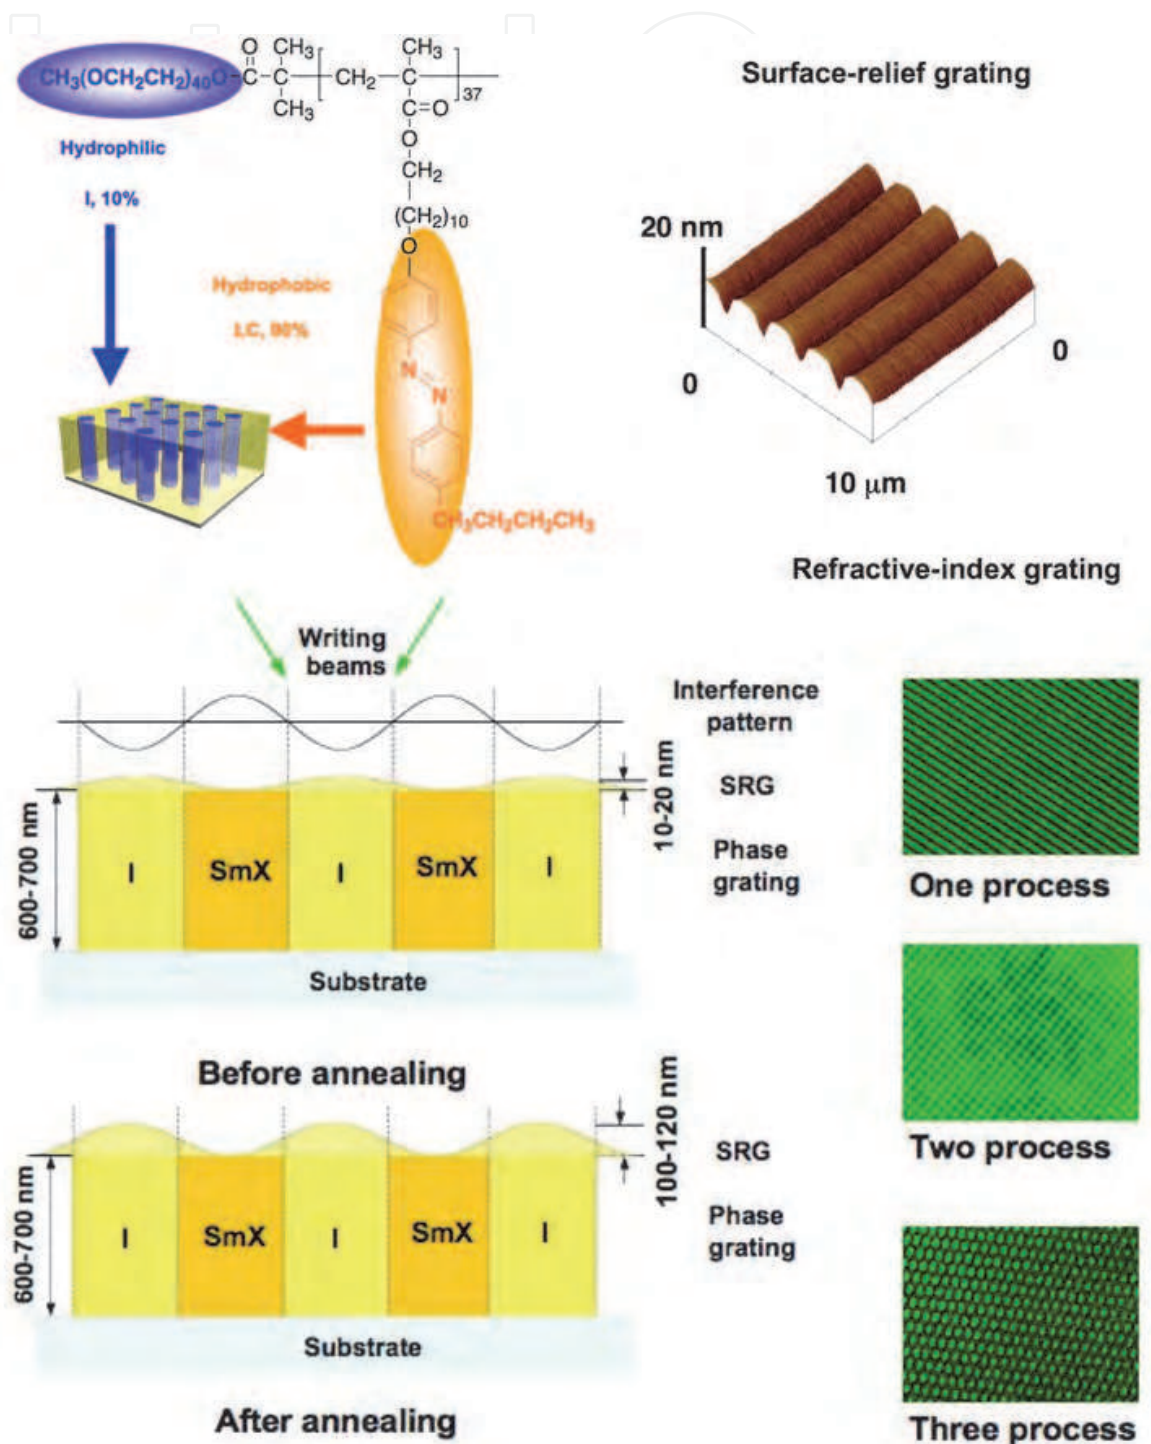 O CH₃ CH₃
CH₃(OCH₂CH₂)₄₀O-C-C-[CH₂-C]₃₇
CH₃ C=O
O
CH₂
(CH₂)₁₀
O
Hydrophilic
I, 10%
Hydrophobic
LC, 90%
N
N
CH₃CH₂CH₂CH₃
Surface-relief grating
20 nm
0
0
10 μm
Refractive-index grating
Writing
beams
Interference
pattern
SRG
Phase
grating
10-20 nm
600-700 nm
I
SmX
I
SmX
I
Substrate
Before annealing
100-120 nm
SRG
Phase
grating
600-700 nm
I
SmX
I
SmX
I
Substrate
After annealing
One process
Two process
Three process